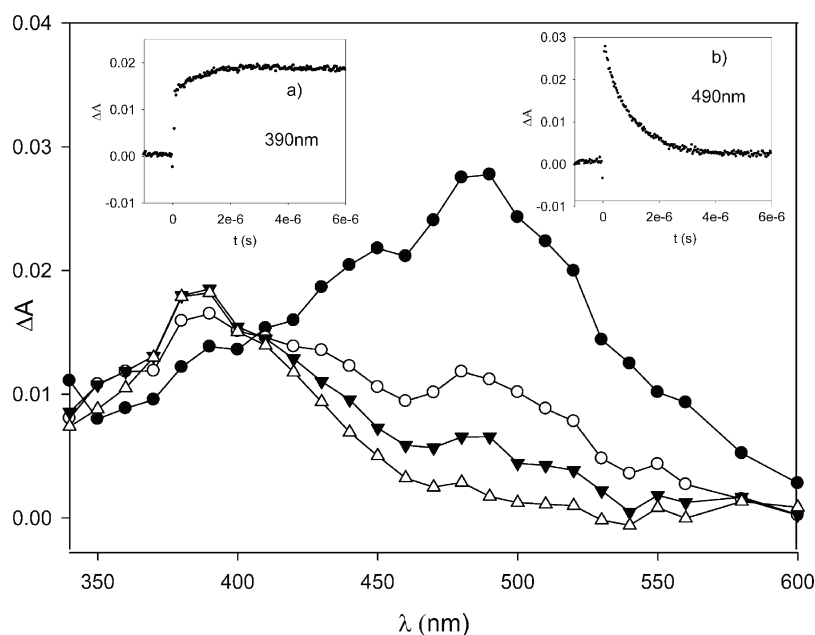 0.04
0.03
0.02
0.01
0.00
ΔA
350
400
450
500
550
600
λ (nm)
0.02
0.01
0.00
-0.01
ΔA
a)
390nm
0
2e-6
4e-6
6e-6
t (s)
0.03
0.02
0.01
0.00
-0.01
ΔA
b)
490nm
0
2e-6
4e-6
6e-6
t (s)